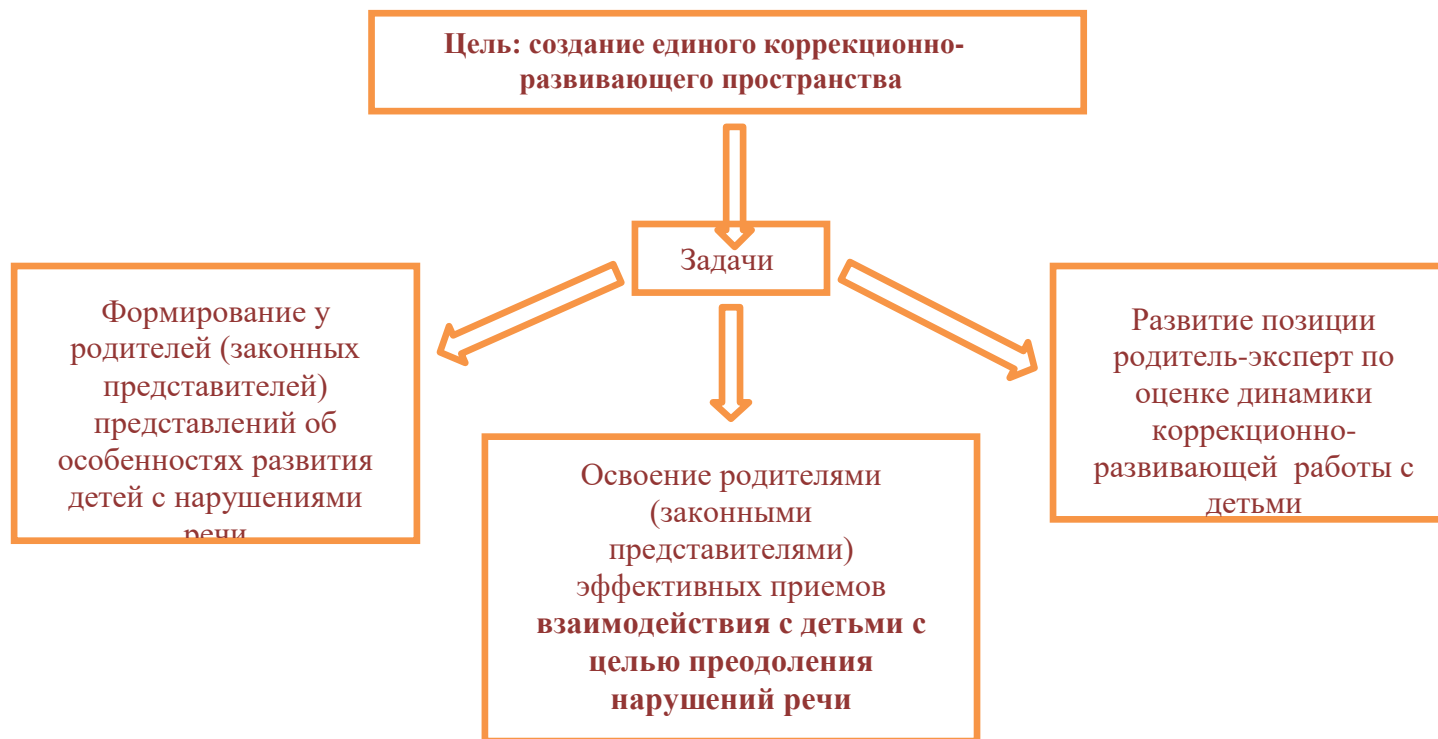 Цель: создание единого коррекционно-
развивающего пространства
Задачи
Формирование у
родителей (законных
представителей)
представлений об
особенностях развития
детей с нарушениями
речи
Освоение родителями
(законными
представителями)
эффективных приемов
взаимодействия с детьми с
целью преодоления
нарушений речи
Развитие позиции
родитель-эксперт по
оценке динамики
коррекционно-
развивающей работы с
детьми